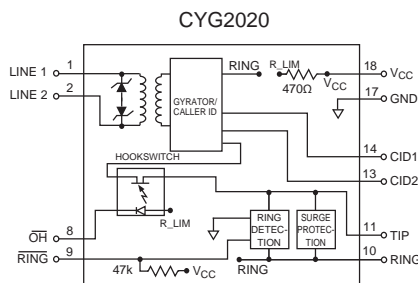 CYG2020
LINE 1
1
LINE 2
2
GYRATOR/
CALLER ID
RING
R_LIM
470Ω
VCC
18
VCC
17
GND
14
CID1
13
CID2
HOOKSWITCH
R_LIM
RING
DETEC-
TION
SURGE
PROTEC-
TION
11
TIP
10
RING
OH
8
RING
9
47k
VCC
RING